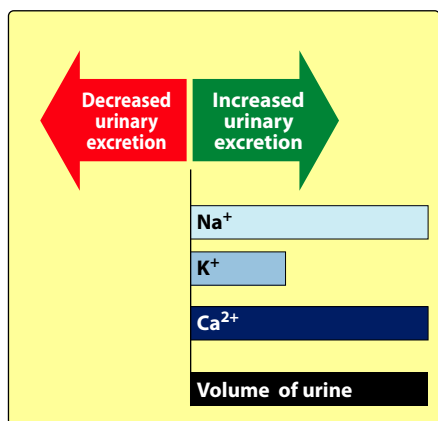 Decreased
urinary
excretion
Increased
urinary
excretion
Na⁺
K⁺
Ca²⁺
Volume of urine